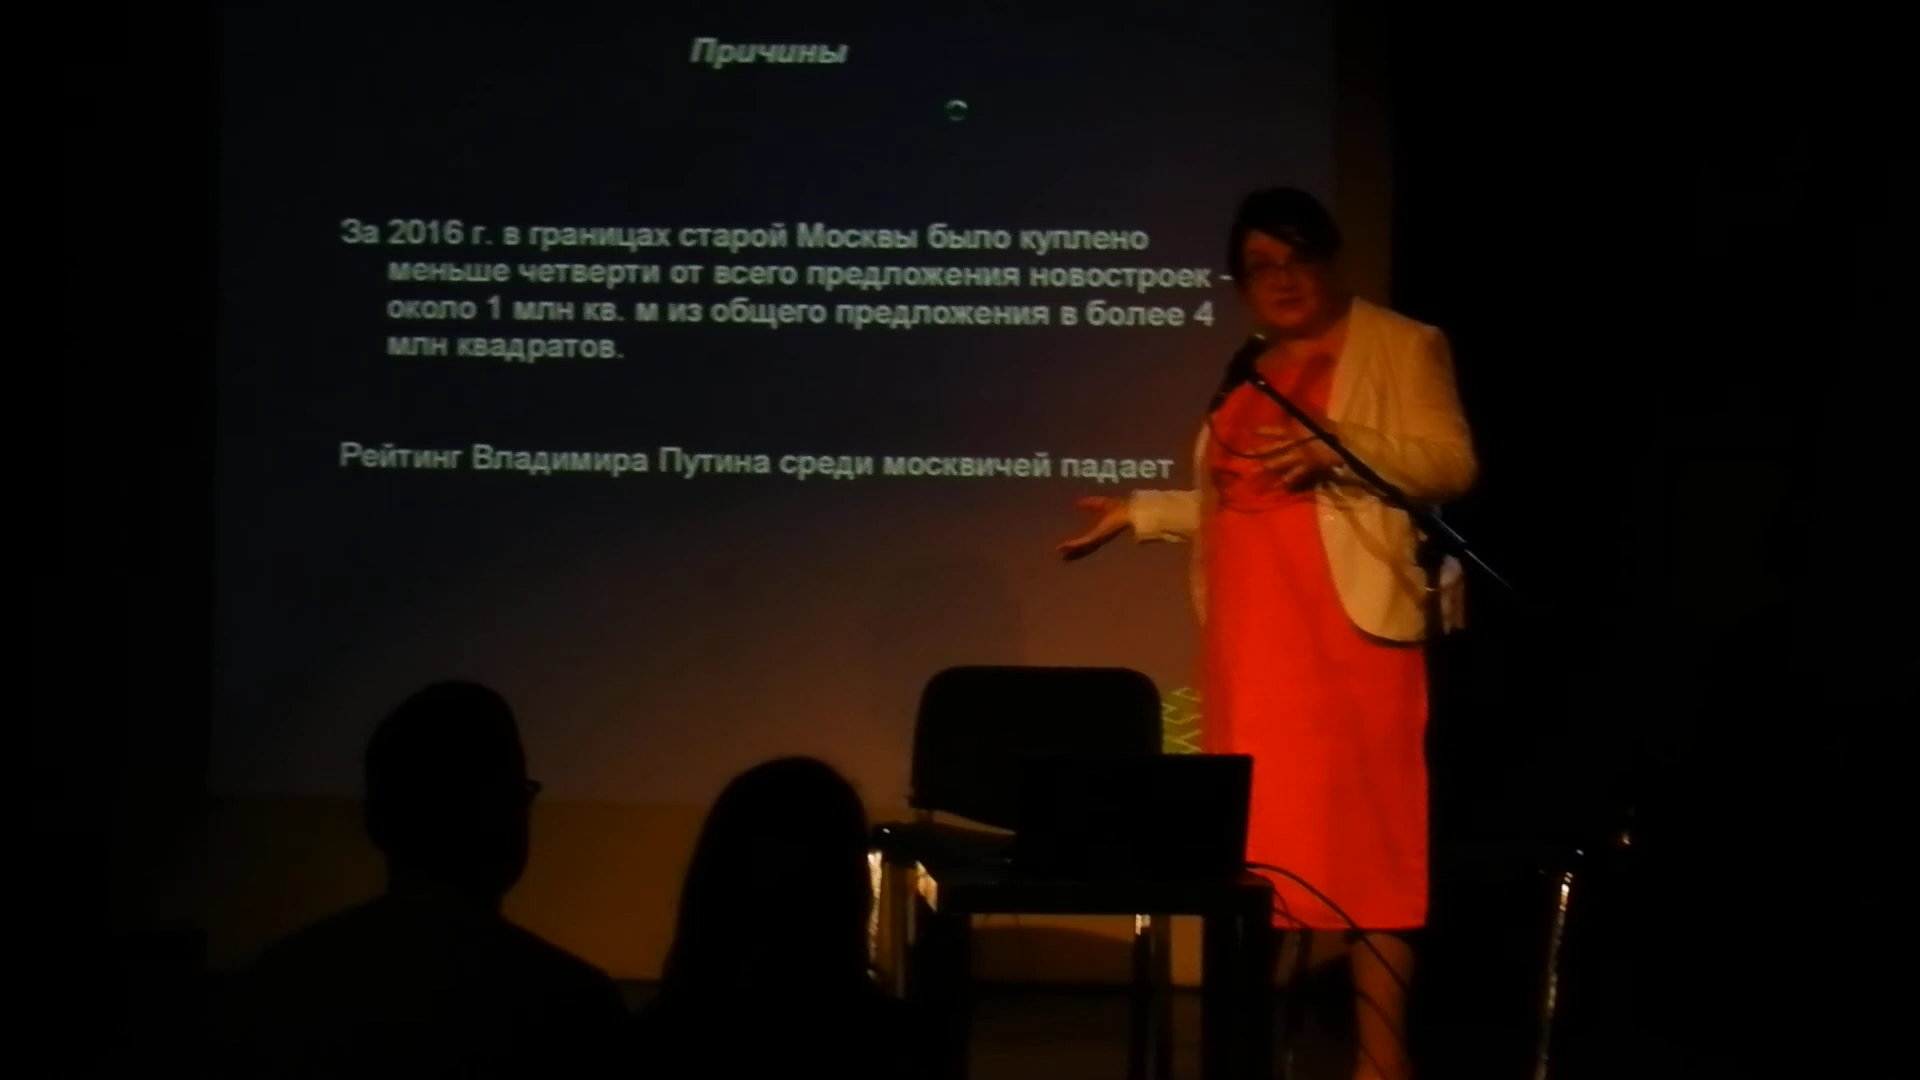 Причины
За 2016 г. в границах старой Москвы было куплено
меньше четверти от всего предложения новостроек -
около 1 млн кв. м из общего предложения в более 4
млн квадратов.
Рейтинг Владимира Путина среди москвичей падает